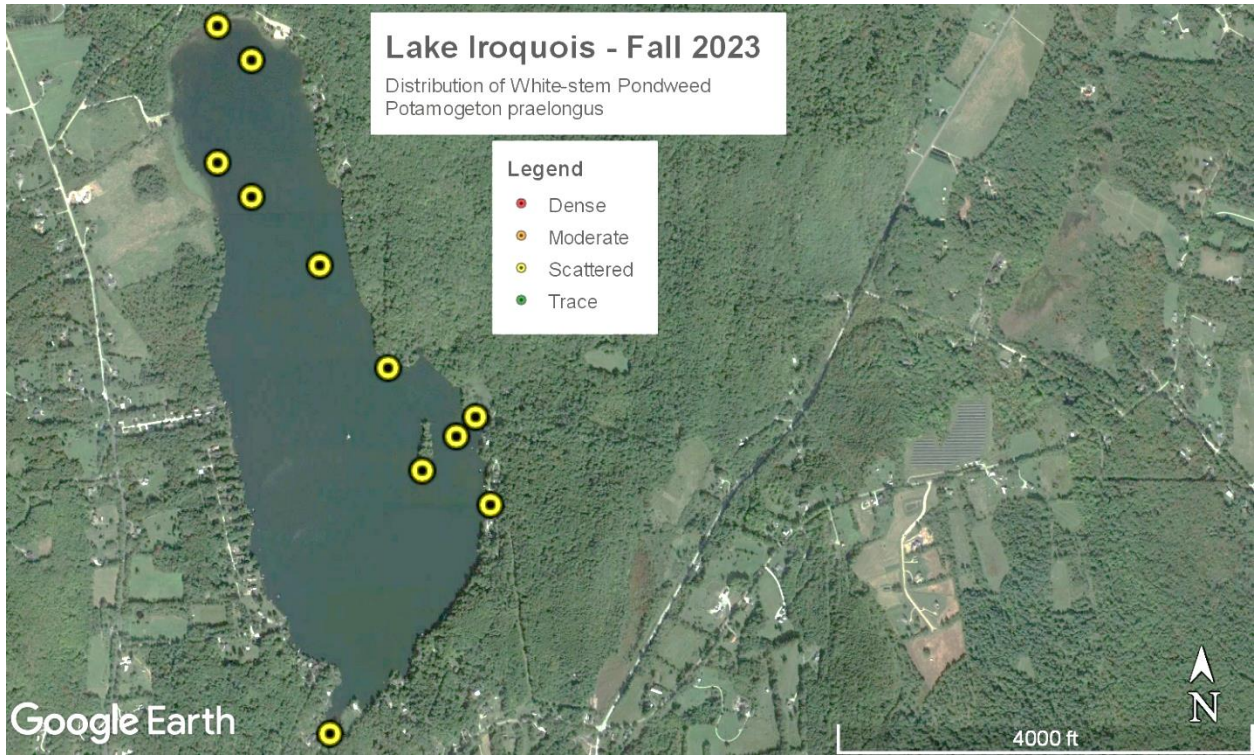 Lake Iroquois - Fall 2023
Distribution of White-stem Pondweed
Potamogeton praelongus
Legend
Dense
Moderate
Scattered
Trace
Google Earth
N
4000 ft